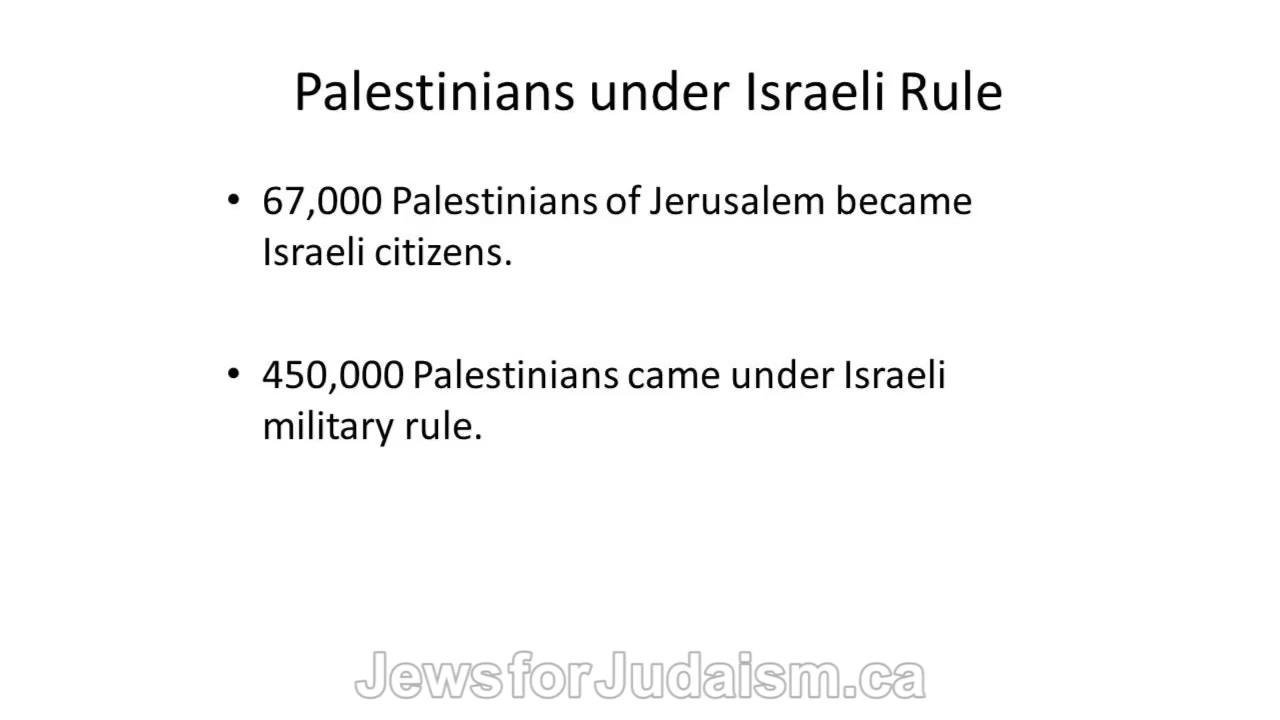 Palestinians under Israeli Rule
• 67,000 Palestinians of Jerusalem became
Israeli citizens.
• 450,000 Palestinians came under Israeli
military rule.
JewsforJudaism.ca